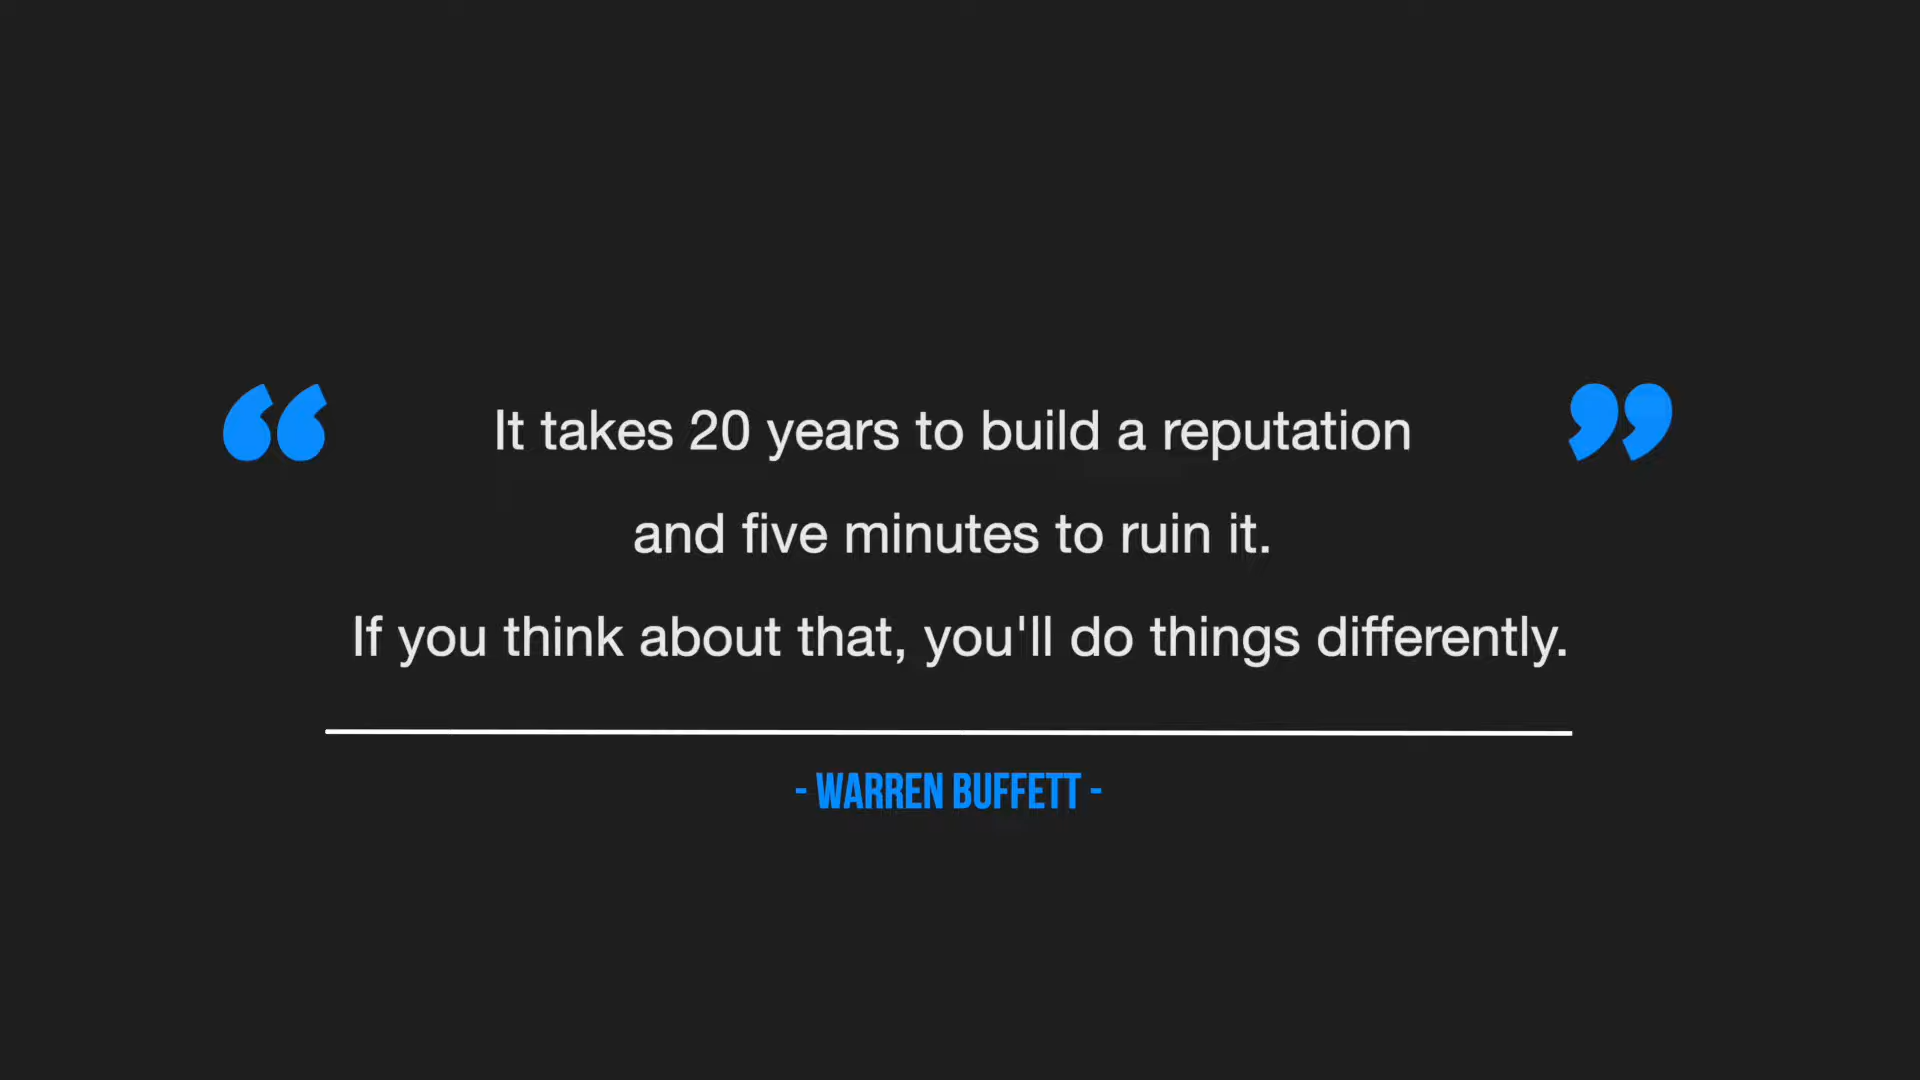 “ It takes 20 years to build a reputation ”
and five minutes to ruin it.
If you think about that, you'll do things differently.
- WARREN BUFFETT -